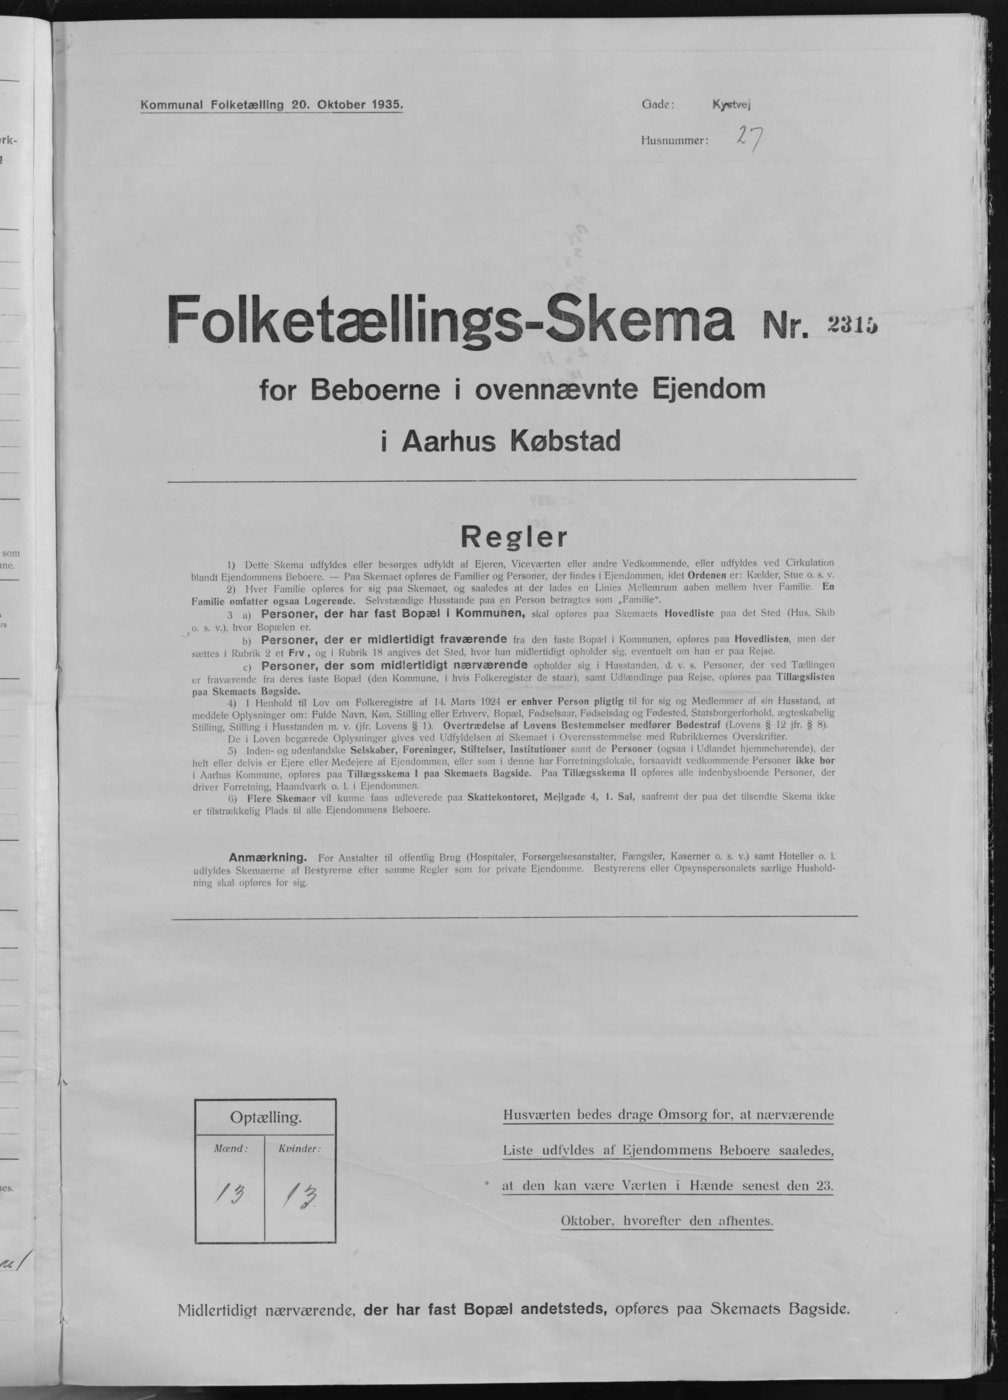 Kommunal Folketælling 20. Oktober 1935.
Gade: Kystvej
Husnummer: 27
Folketællings-Skema Nr. 2315
for Beboerne i ovennævnte Ejendom
i Aarhus Købstad
Regler
1) Dette Skema udfyldes eller besørges udfyldt af Ejeren, Viceværten eller andre Vedkommende, eller udfyldes ved Cirkulation
blandt Ejendommens Beboere. — Paa Skemaet opføres de Familier og Personer, der findes i Ejendommen, idet Ordenen er: Kælder, Stue o. s. v.
2) Hver Familie opføres for sig paa Skemaet, og saaledes at der lades en Linies Mellemrum aaben mellem hver Familie. En
Familie omfatter ogsaa Logerende. Selvstændige Husstande paa en Person betragtes som „Familie“.
3 a) Personer, der har fast Bopæl i Kommunen, skal opføres paa Skemaets Hovedliste paa det Sted (Hus, Skib
o. s. v.), hvor Bopælen er.
b) Personer, der er midlertidigt fraværende fra den faste Bopæl i Kommunen, opføres paa Hovedlisten, men der
sættes i Rubrik 2 et Frv., og i Rubrik 18 angives det Sted, hvor han midlertidigt opholder sig, eventuelt om han er paa Rejse.
c) Personer, der som midlertidigt nærværende opholder sig i Husstanden, d. v. s. Personer, der ved Tællingen
er fraværende fra deres faste Bopæl (den Kommune, i hvis Folkeregister de staar), samt Udlændinge paa Rejse, opføres paa Tillægslisten
paa Skemaets Bagside.
4) I Henhold til Lov om Folkeregistre af 14. Marts 1924 er enhver Person pligtig til for sig og Medlemmer af sin Husstand, at
meddele Oplysninger om: Fulde Navn, Køn, Stilling eller Erhverv, Bopæl, Fødselsaar, Fødselsdag og Fødested, Statsborgerforhold, ægteskabelig
Stilling, Stilling i Husstanden m. v. (jfr. Lovens § 1). Overtrædelse af Lovens Bestemmelser medfører Bødestraf (Lovens § 12 jfr. § 8).
De i Loven begærede Oplysninger gives ved Udfyldelsen af Skemaet i Overensstemmelse med Rubrikkernes Overskrifter.
5) Inden- og udenlandske Selskaber, Foreninger, Stiftelser, Institutioner samt de Personer (ogsaa i Udlandet hjemmehørende), der
helt eller delvis er Ejere eller Medejere af Ejendommen, eller som i denne har Forretningslokale, forsaavidt vedkommende Personer ikke bor
i Aarhus Kommune, opføres paa Tillægsskema I paa Skemaets Bagside. Paa Tillægsskema II opføres alle indenbysboende Personer, der
driver Forretning, Haandværk o. l. i Ejendommen.
6) Flere Skemaer vil kunne faas udleverede paa Skattekontoret, Mejlgade 4, 1. Sal, saafremt der paa det tilsendte Skema ikke
er tilstrækkelig Plads til alle Ejendommens Beboere.
Anmærkning. For Anstalter til offentlig Brug (Hospitaler, Forsørgelsesanstalter, Fængsler, Kaserner o. s. v.) samt Hoteller o. l.
udfyldes Skemaerne af Bestyrerne efter samme Regler som for private Ejendomme. Bestyrerens eller Opsynspersonalets særlige Hushold-
ning skal opføres for sig.
Optælling.
Mænd: Kvinder:
13 13
Husværten bedes drage Omsorg for, at nærværende
Liste udfyldes af Ejendommens Beboere saaledes,
at den kan være Værten i Hænde senest den 23.
Oktober, hvorefter den afhentes.
Midlertidigt nærværende, der har fast Bopæl andetsteds, opføres paa Skemaets Bagside.